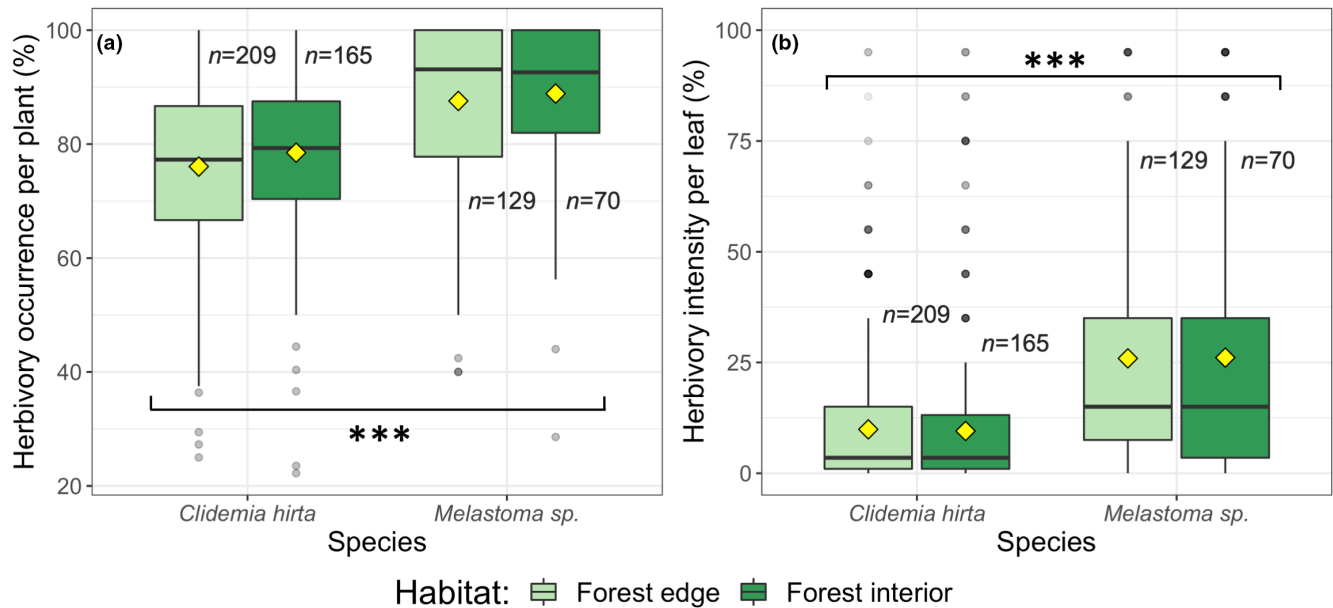 (a)
Herbivory occurrence per plant (%)
100
80
60
40
20
n=209
n=165
n=129
n=70
***
Clidemia hirta
Melastoma sp.
Species
(b)
Herbivory intensity per leaf (%)
100
75
50
25
0
***
n=129
n=70
n=209
n=165
Clidemia hirta
Melastoma sp.
Species
Habitat: Forest edge Forest interior